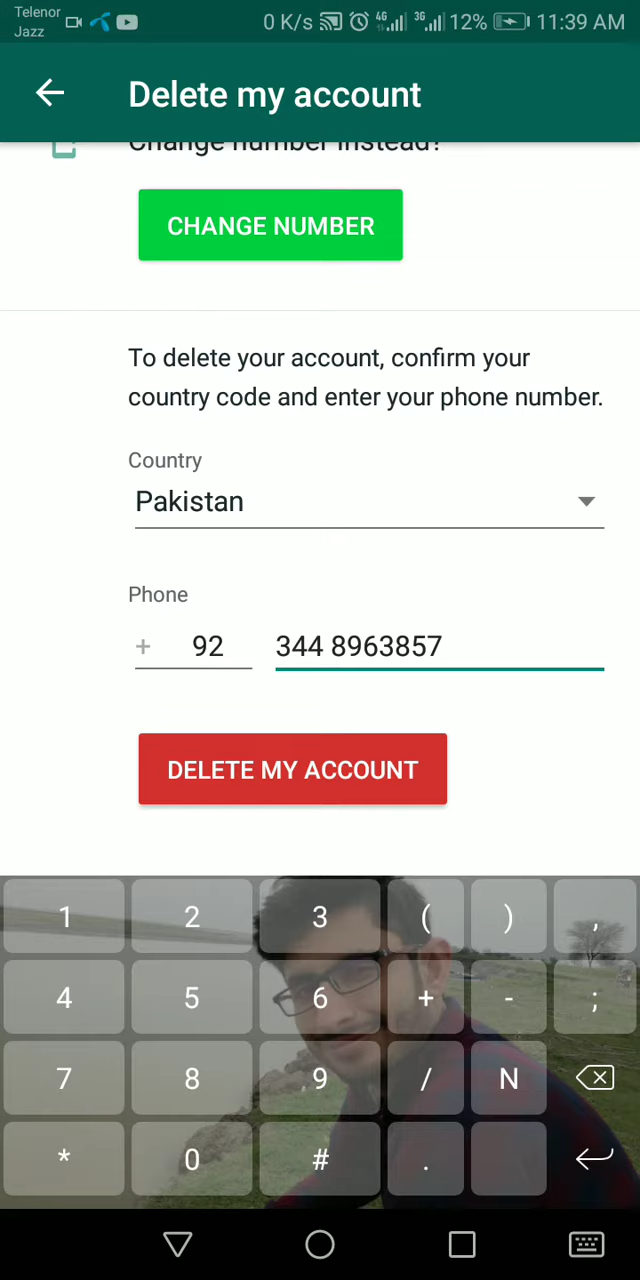 Telenor
Jazz
0 K/s 4G 3G 12% 11:39 AM
Delete my account
Change number instead?
CHANGE NUMBER
To delete your account, confirm your
country code and enter your phone number.
Country
Pakistan
Phone
+ 92 344 8963857
DELETE MY ACCOUNT
1 2 3 ( ) ,
4 5 6 + - ;
7 8 9 / N
* 0 # .